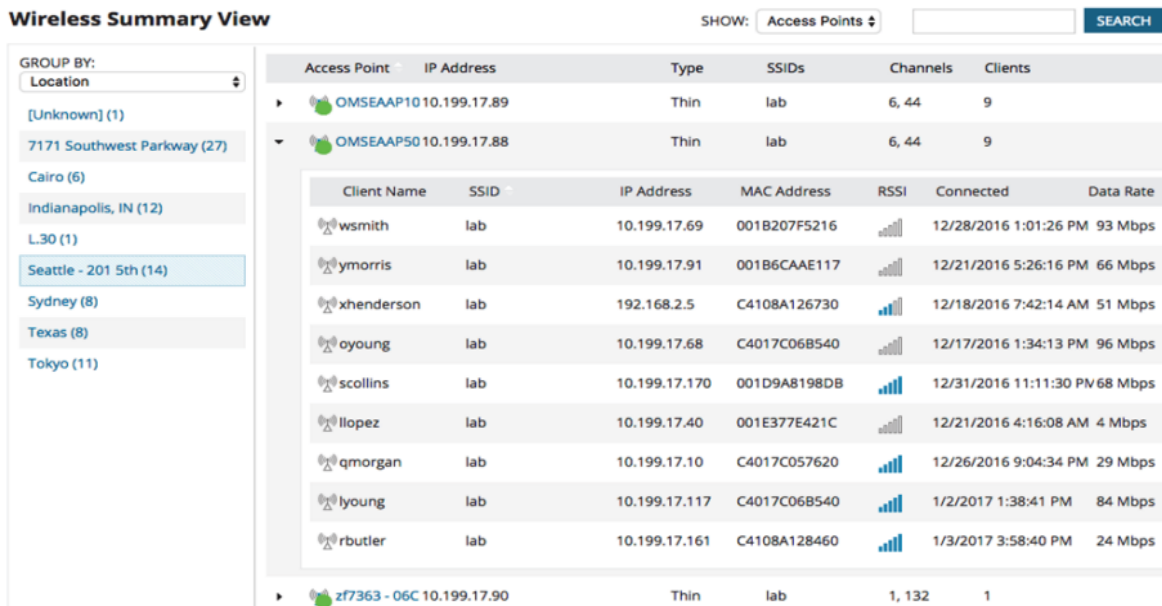 Wireless Summary View
SHOW: Access Points SEARCH
GROUP BY:
Location
[Unknown] (1)
7171 Southwest Parkway (27)
Cairo (6)
Indianapolis, IN (12)
L.30 (1)
Seattle - 201 5th (14)
Sydney (8)
Texas (8)
Tokyo (11)
Access Point IP Address Type SSIDs Channels Clients
OMSEAAP10 10.199.17.89 Thin lab 6, 44 9
OMSEAAP50 10.199.17.88 Thin lab 6, 44 9
Client Name SSID IP Address MAC Address RSSI Connected Data Rate
wsmith lab 10.199.17.69 001B207F5216 12/28/2016 1:01:26 PM 93 Mbps
ymorris lab 10.199.17.91 001B6CAAE117 12/21/2016 5:26:16 PM 66 Mbps
xhenderson lab 192.168.2.5 C4108A126730 12/18/2016 7:42:14 AM 51 Mbps
oyoung lab 10.199.17.68 C4017C06B540 12/17/2016 1:34:13 PM 96 Mbps
scollins lab 10.199.17.170 001D9A8198DB 12/31/2016 11:11:30 PM 68 Mbps
llopez lab 10.199.17.40 001E377E421C 12/21/2016 4:16:08 AM 4 Mbps
qmorgan lab 10.199.17.10 C4017C057620 12/26/2016 9:04:34 PM 29 Mbps
lyoung lab 10.199.17.117 C4017C06B540 1/2/2017 1:38:41 PM 84 Mbps
rbutler lab 10.199.17.161 C4108A128460 1/3/2017 3:58:40 PM 24 Mbps
zf7363 - 06C 10.199.17.90 Thin lab 1, 132 1